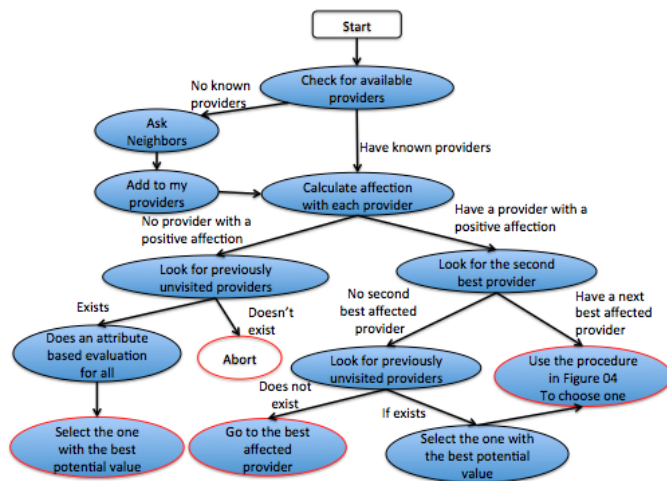 Start
No known
providers
Check for available
providers
Ask
Neighbors
Have known providers
Add to my
providers
Calculate affection
with each provider
No provider with a
positive affection
Have a provider with a
positive affection
Look for previously
unvisited providers
Look for the second
best provider
Exists
Doesn't
exist
No second
best affected
provider
Have a next
best affected
provider
Does an attribute
based evaluation
for all
Abort
Look for previously
unvisited providers
Use the procedure
in Figure 04
To choose one
Does not
exist
If exists
Select the one
with the best
potential value
Go to the best
affected
provider
Select the one with
the best potential
value